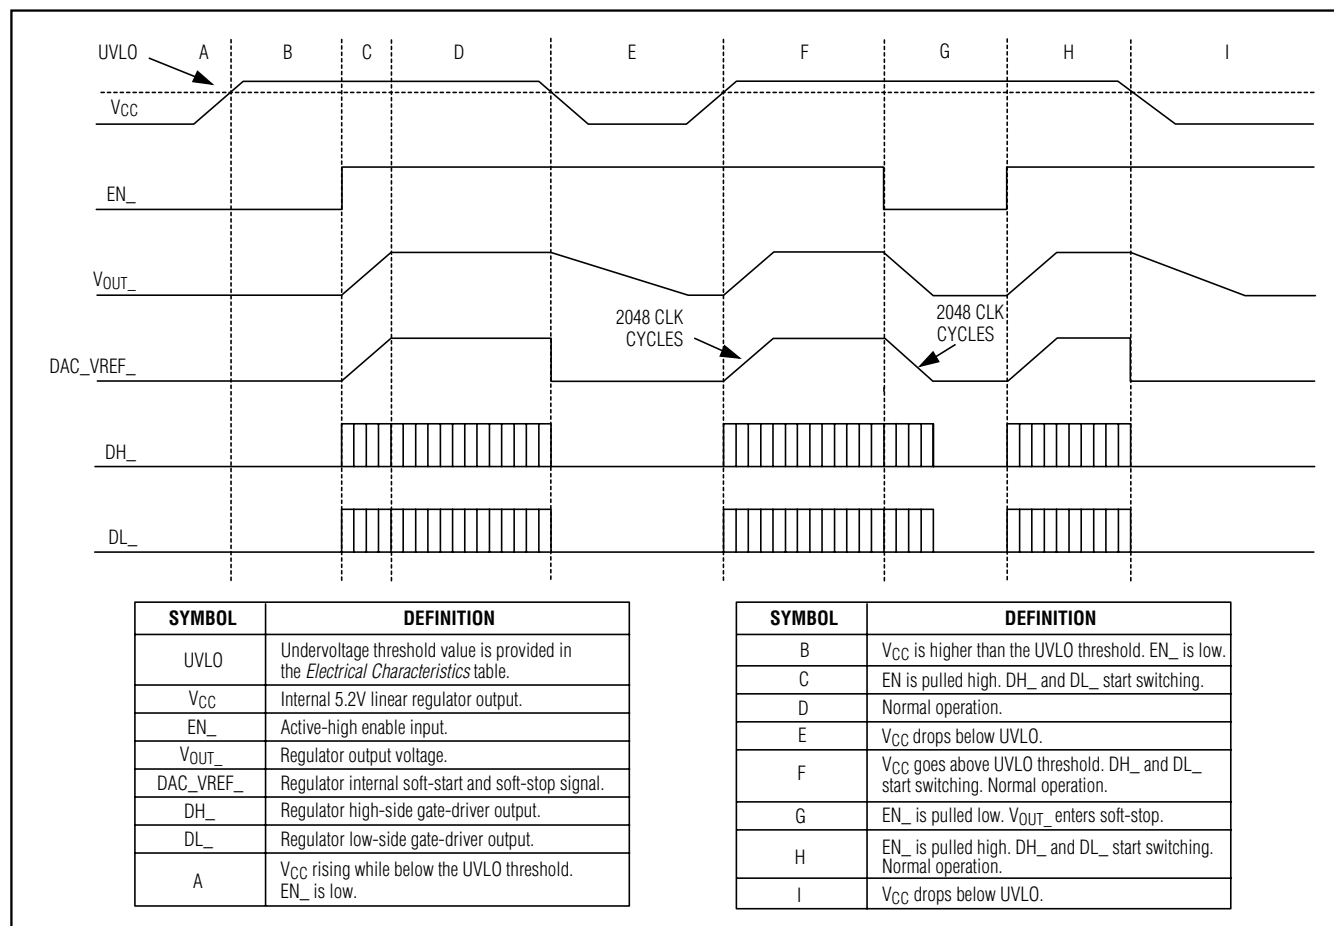 UVLO A B C D E F G H I
VCC
EN_
VOUT_
2048 CLK
CYCLES
2048 CLK
CYCLES
DAC_VREF_
DH_
DL_
SYMBOL DEFINITION
UVLO Undervoltage threshold value is provided in
the Electrical Characteristics table.
VCC Internal 5.2V linear regulator output.
EN_ Active-high enable input.
VOUT_ Regulator output voltage.
DAC_VREF_ Regulator internal soft-start and soft-stop signal.
DH_ Regulator high-side gate-driver output.
DL_ Regulator low-side gate-driver output.
A VCC rising while below the UVLO threshold.
EN_ is low.
SYMBOL DEFINITION
B VCC is higher than the UVLO threshold. EN_ is low.
C EN is pulled high. DH_ and DL_ start switching.
D Normal operation.
E VCC drops below UVLO.
F VCC goes above UVLO threshold. DH_ and DL_
start switching. Normal operation.
G EN_ is pulled low. VOUT_ enters soft-stop.
H EN_ is pulled high. DH_ and DL_ start switching.
Normal operation.
I VCC drops below UVLO.